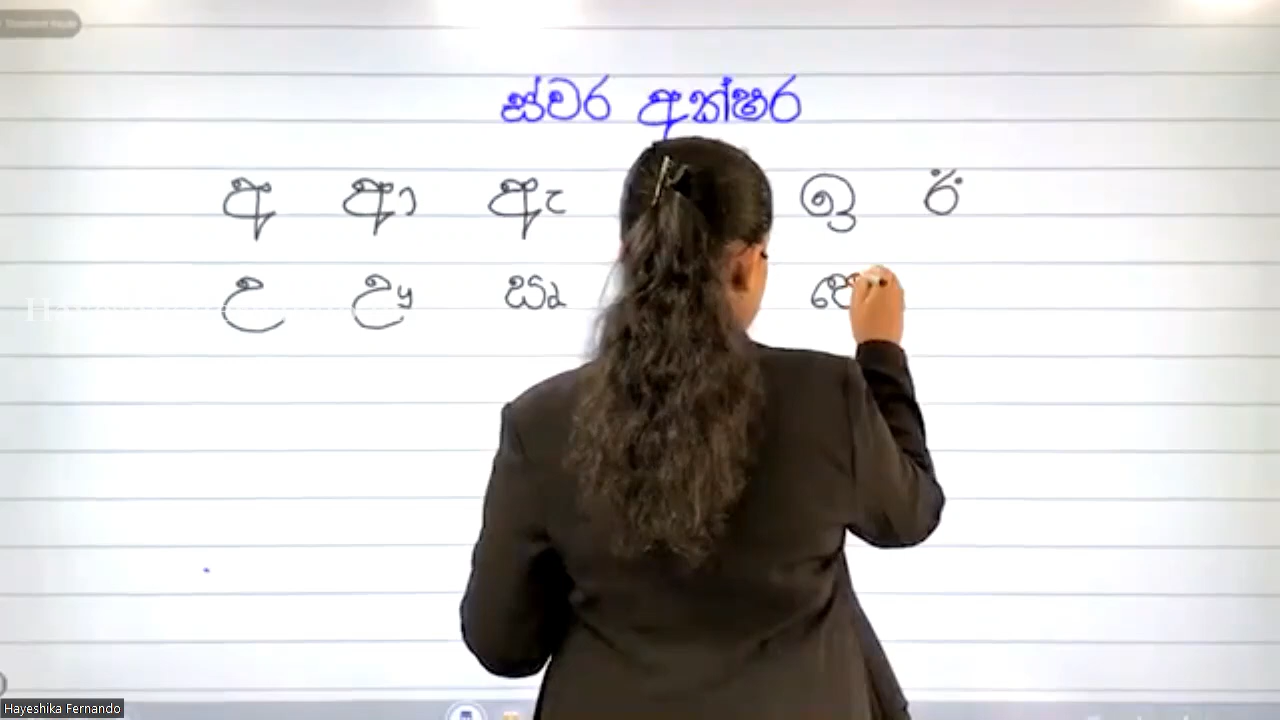 ස්වර අක්ෂර
අ ආ ඇ ඉ ඊ
උ ඌ ඍ
Hayeshika Fernando